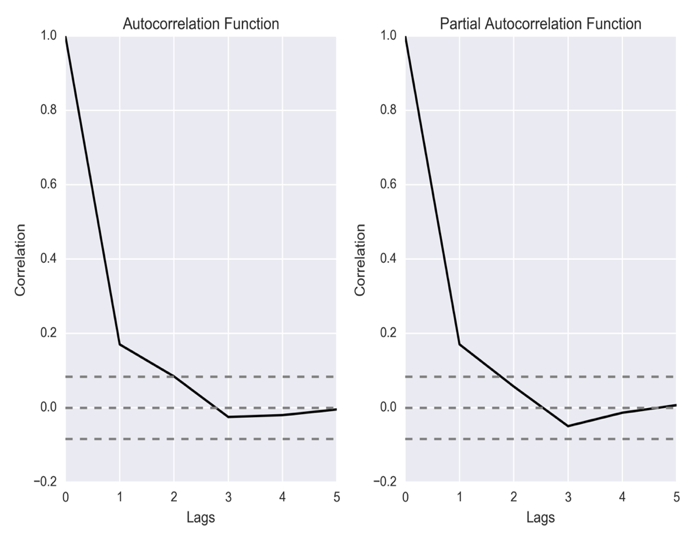 Autocorrelation Function
1.0
0.8
0.6
0.4
0.2
0.0
−0.2
Correlation
0 1 2 3 4 5
Lags
Partial Autocorrelation Function
1.0
0.8
0.6
0.4
0.2
0.0
−0.2
Correlation
0 1 2 3 4 5
Lags